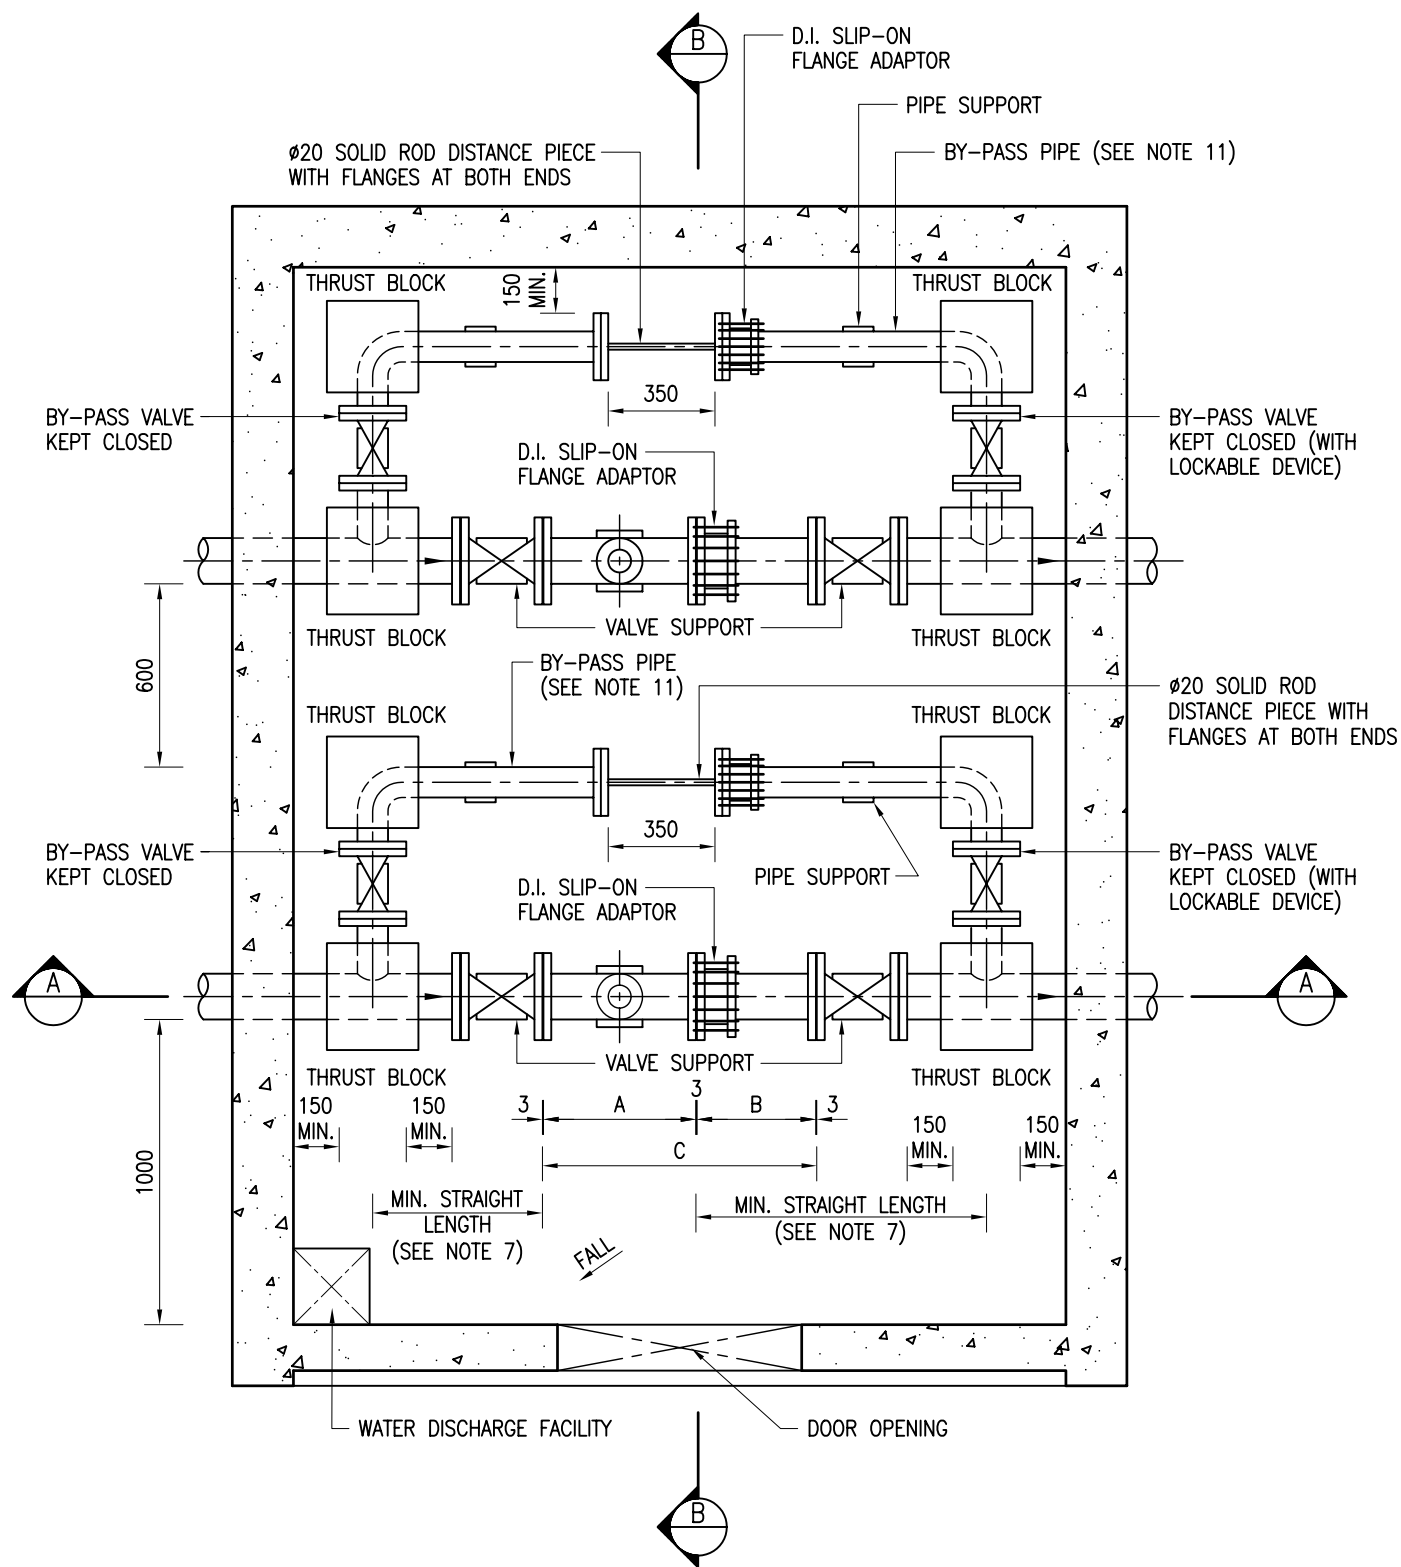 B
D.I. SLIP-ON
FLANGE ADAPTOR
PIPE SUPPORT
ø20 SOLID ROD DISTANCE PIECE
WITH FLANGES AT BOTH ENDS
BY-PASS PIPE (SEE NOTE 11)
THRUST BLOCK
150
MIN.
THRUST BLOCK
350
BY-PASS VALVE
KEPT CLOSED
BY-PASS VALVE
KEPT CLOSED (WITH
LOCKABLE DEVICE)
D.I. SLIP-ON
FLANGE ADAPTOR
THRUST BLOCK
VALVE SUPPORT
THRUST BLOCK
600
BY-PASS PIPE
(SEE NOTE 11)
ø20 SOLID ROD
DISTANCE PIECE WITH
FLANGES AT BOTH ENDS
THRUST BLOCK
THRUST BLOCK
350
BY-PASS VALVE
KEPT CLOSED
BY-PASS VALVE
KEPT CLOSED (WITH
LOCKABLE DEVICE)
PIPE SUPPORT
D.I. SLIP-ON
FLANGE ADAPTOR
A
A
VALVE SUPPORT
THRUST BLOCK
THRUST BLOCK
150
MIN.
150
MIN.
3
A
3
B
3
150
MIN.
150
MIN.
C
1000
MIN. STRAIGHT
LENGTH
(SEE NOTE 7)
MIN. STRAIGHT LENGTH
(SEE NOTE 7)
FALL
WATER DISCHARGE FACILITY
DOOR OPENING
B